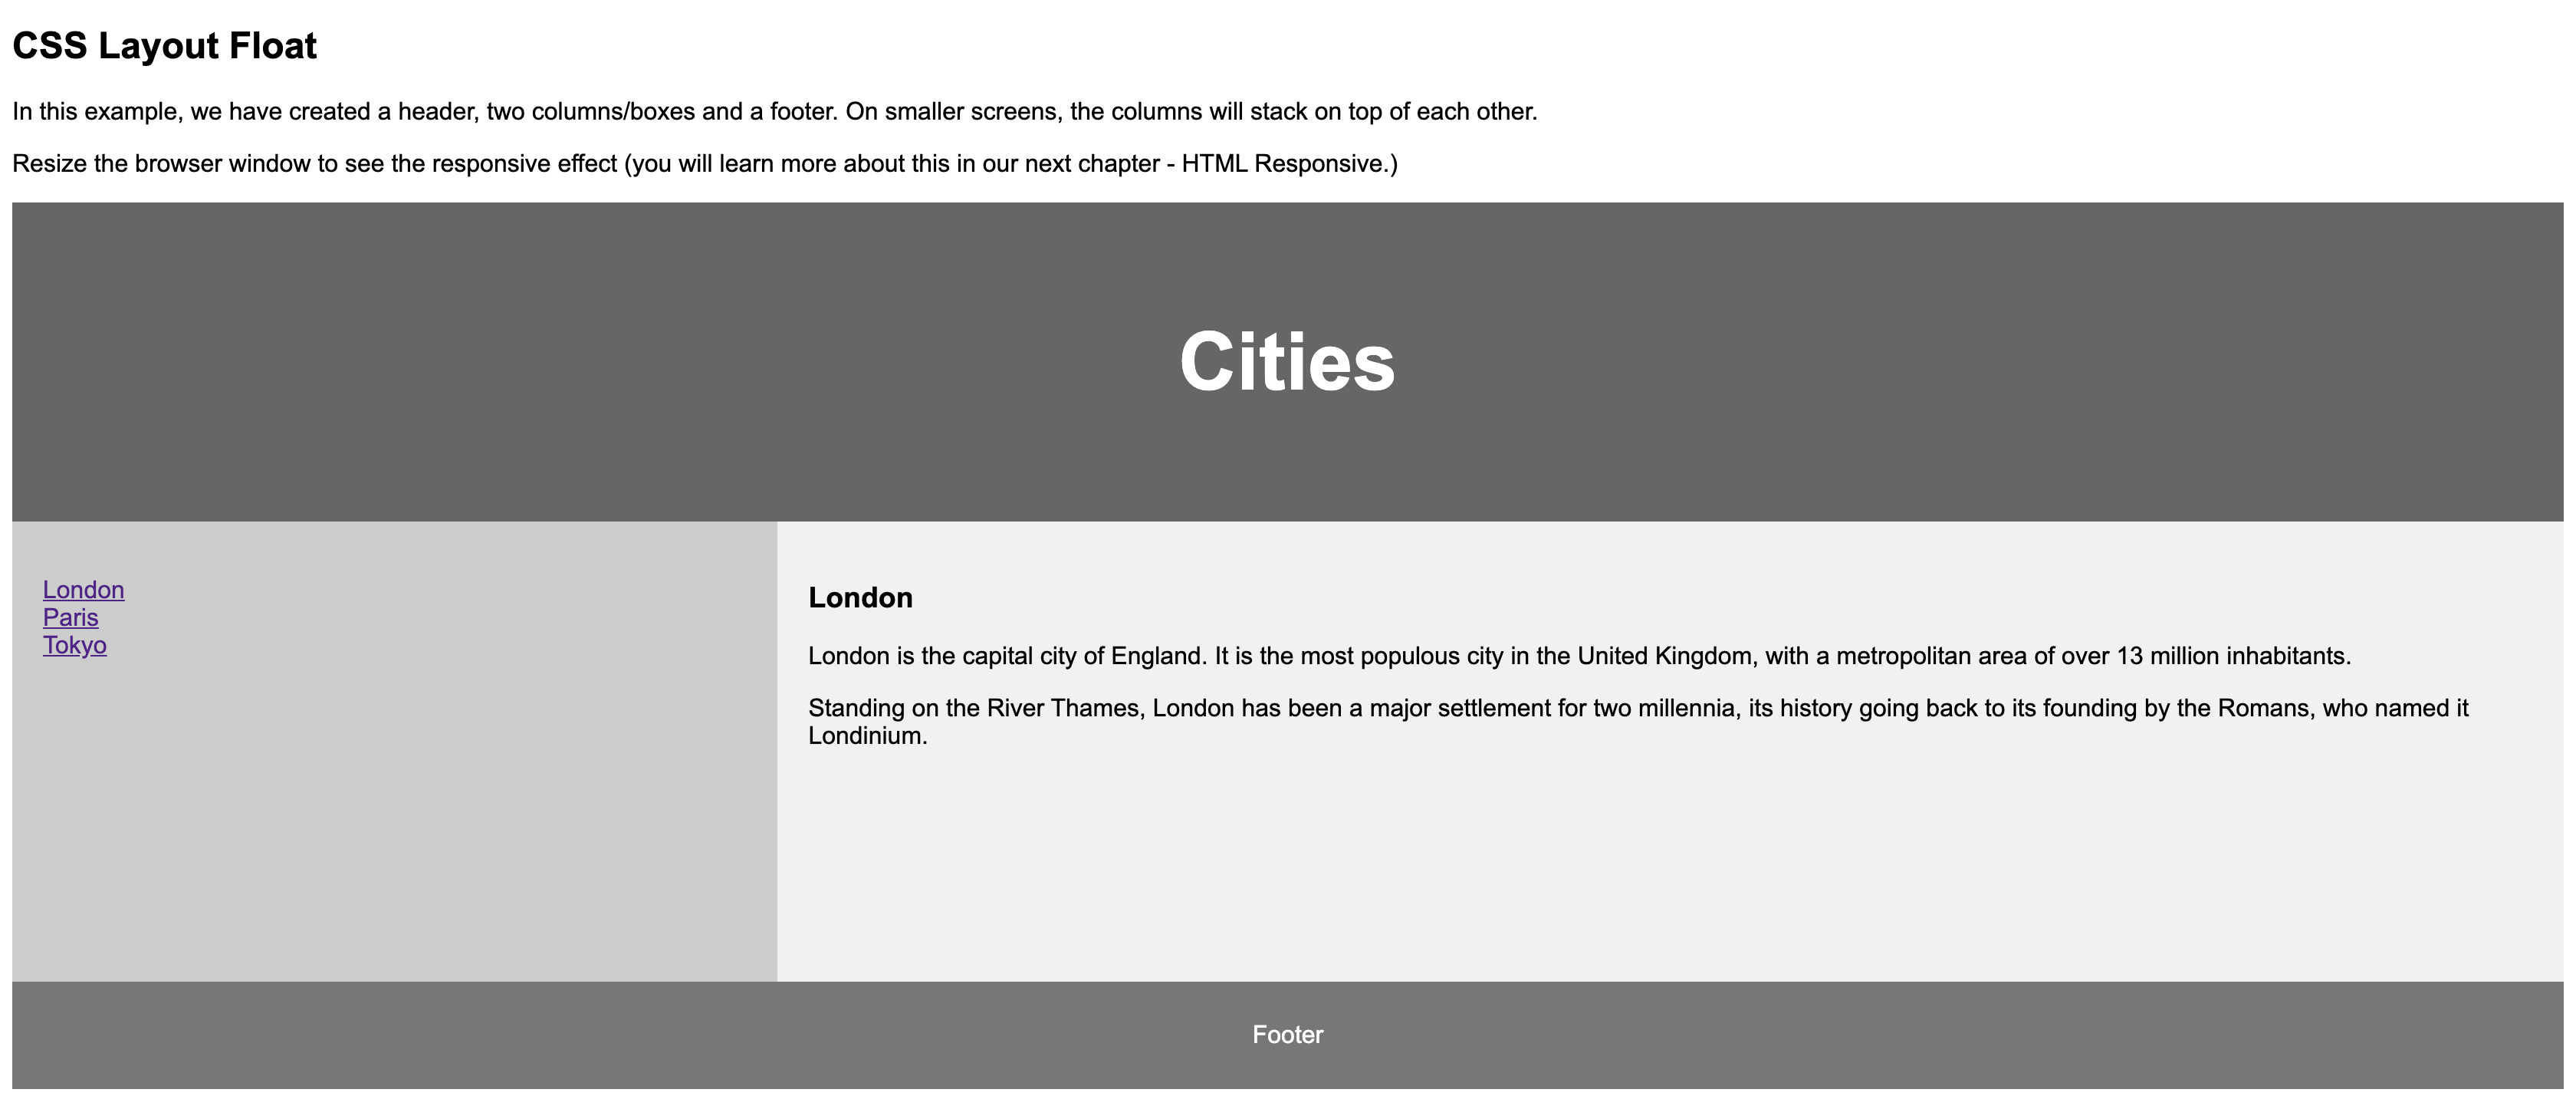 CSS Layout Float
In this example, we have created a header, two columns/boxes and a footer. On smaller screens, the columns will stack on top of each other.
Resize the browser window to see the responsive effect (you will learn more about this in our next chapter - HTML Responsive.)
Cities
London
Paris
Tokyo
London
London is the capital city of England. It is the most populous city in the United Kingdom, with a metropolitan area of over 13 million inhabitants.
Standing on the River Thames, London has been a major settlement for two millennia, its history going back to its founding by the Romans, who named it
Londinium.
Footer